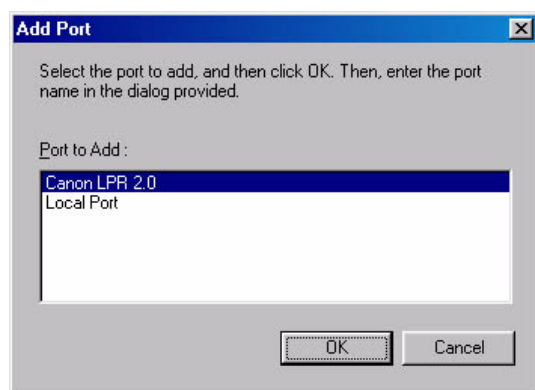 Add Port
Select the port to add, and then click OK. Then, enter the port
name in the dialog provided.
Port to Add :
Canon LPR 2.0
Local Port
OK
Cancel